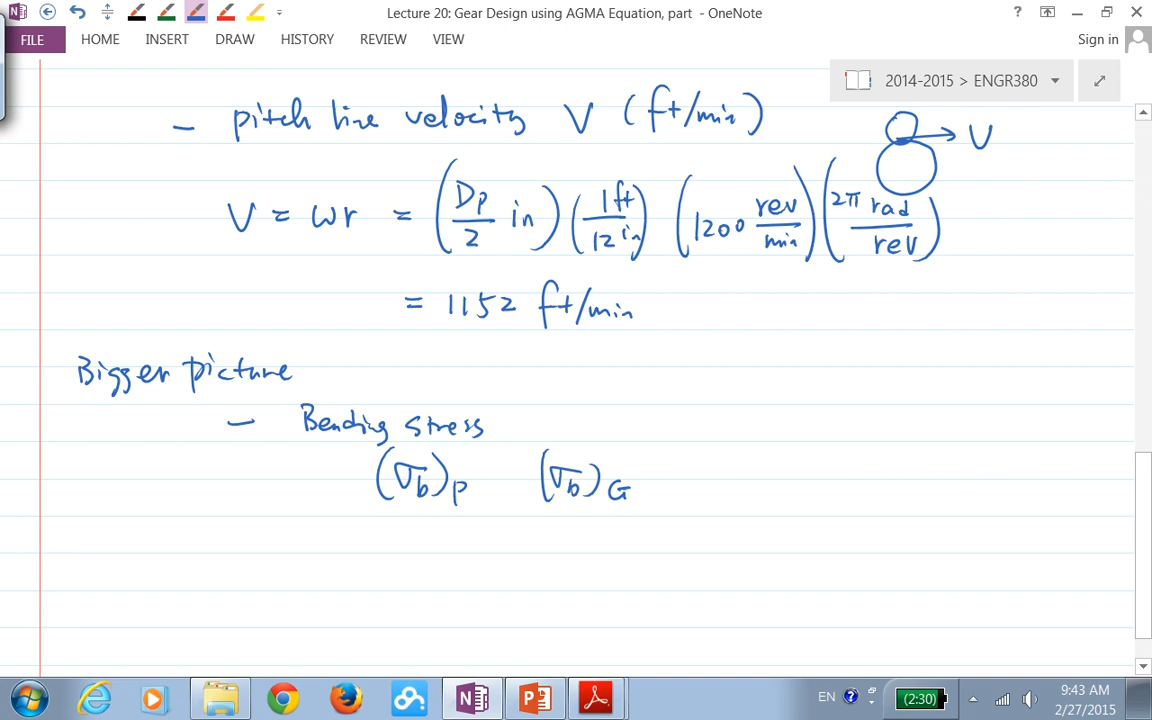 Lecture 20: Gear Design using AGMA Equation, part - OneNote
? 
FILE HOME INSERT DRAW HISTORY REVIEW VIEW Sign in
2014-2015 > ENGR380
- pitch line velocity V (ft/min)
V
V = ωr = (Dp/2 in) (1ft/12in) (1200 rev/min) (2π rad/rev)
= 1152 ft/min
Bigger picture
- Bending stress
(σb)P (σb)G
EN ? (2:30) 9:43 AM
2/27/2015